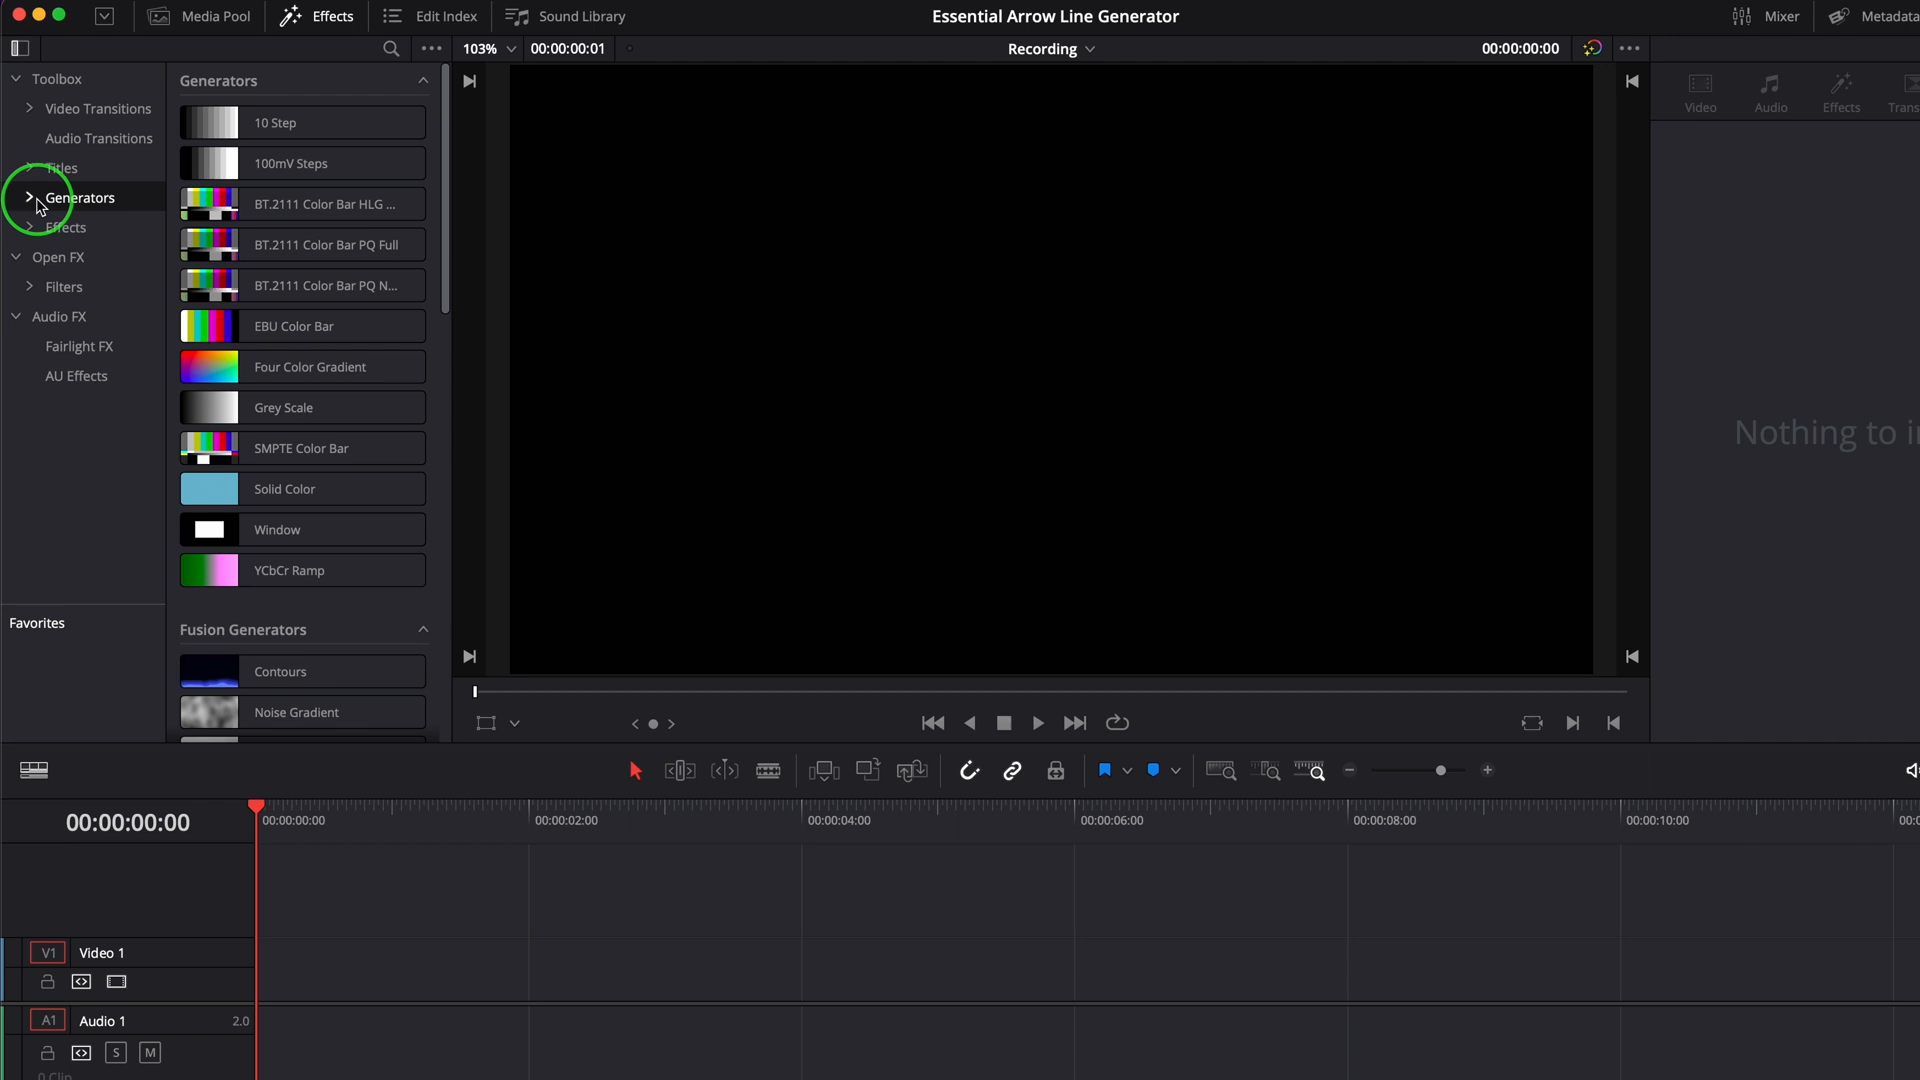 Media Pool
Effects
Edit Index
Sound Library
Essential Arrow Line Generator
Mixer
Metadata
103%
00:00:00:01
Recording
00:00:00:00
Toolbox
Video Transitions
Audio Transitions
Titles
Generators
Effects
Open FX
Filters
Audio FX
Fairlight FX
AU Effects
Favorites
Generators
10 Step
100mV Steps
BT.2111 Color Bar HLG ...
BT.2111 Color Bar PQ Full
BT.2111 Color Bar PQ N...
EBU Color Bar
Four Color Gradient
Grey Scale
SMPTE Color Bar
Solid Color
Window
YCbCr Ramp
Fusion Generators
Contours
Noise Gradient
Video
Audio
Effects
Trans
Nothing to i
00:00:00:00
00:00:00:00
00:00:02:00
00:00:04:00
00:00:06:00
00:00:08:00
00:00:10:00
00:0
V1
Video 1
A1
Audio 1
2.0
S
M
0 Clip